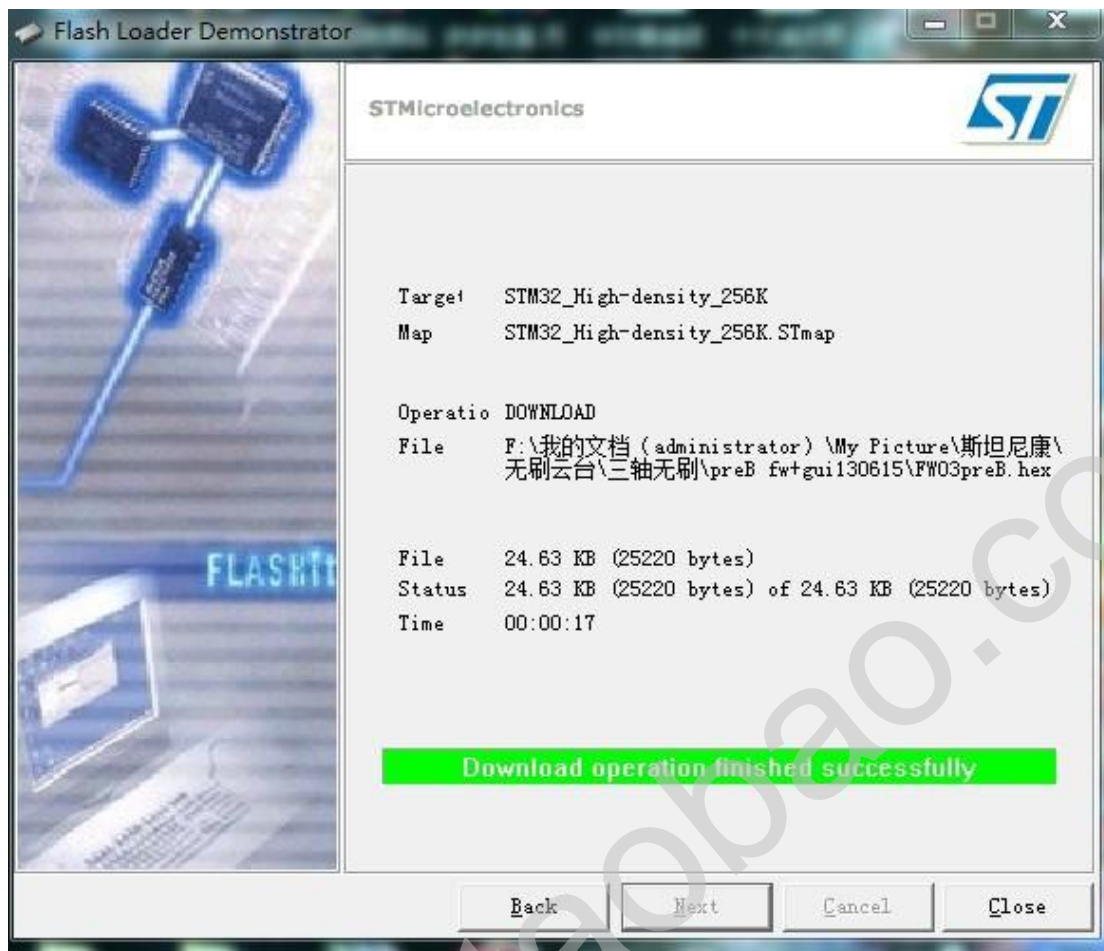 Flash Loader Demonstrator
STMicroelectronics
ST
Target STM32_High-density_256K
Map STM32_High-density_256K.STmap
Operatio DOWNLOAD
File F:\我的文档（administrator）\My Picture\斯坦尼康\
无刷云台\三轴无刷\preB fw+gui130615\FW03preB.hex
FLASHit
File 24.63 KB (25220 bytes)
Status 24.63 KB (25220 bytes) of 24.63 KB (25220 bytes)
Time 00:00:17
Download operation finished successfully
Back Next Cancel Close